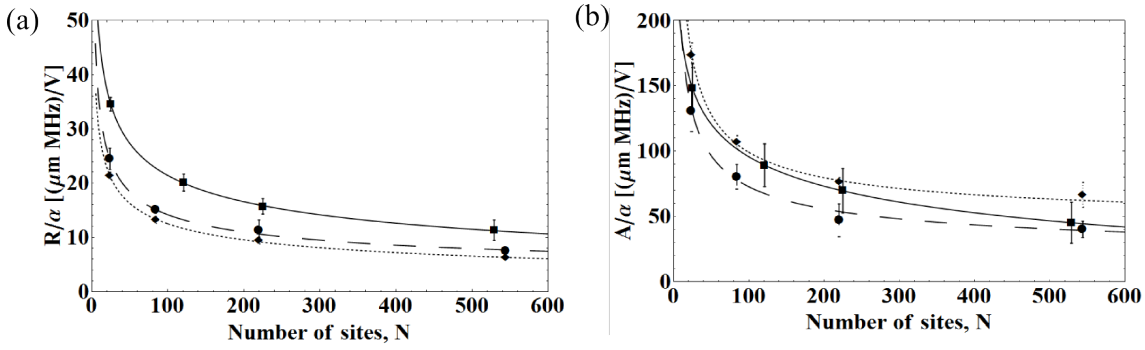 (a)
R/α [(μm MHz)/V]
50
40
30
20
10
0
0 100 200 300 400 500 600
Number of sites, N
(b)
A/α [(μm MHz)/V]
200
150
100
50
0
0 100 200 300 400 500 600
Number of sites, N